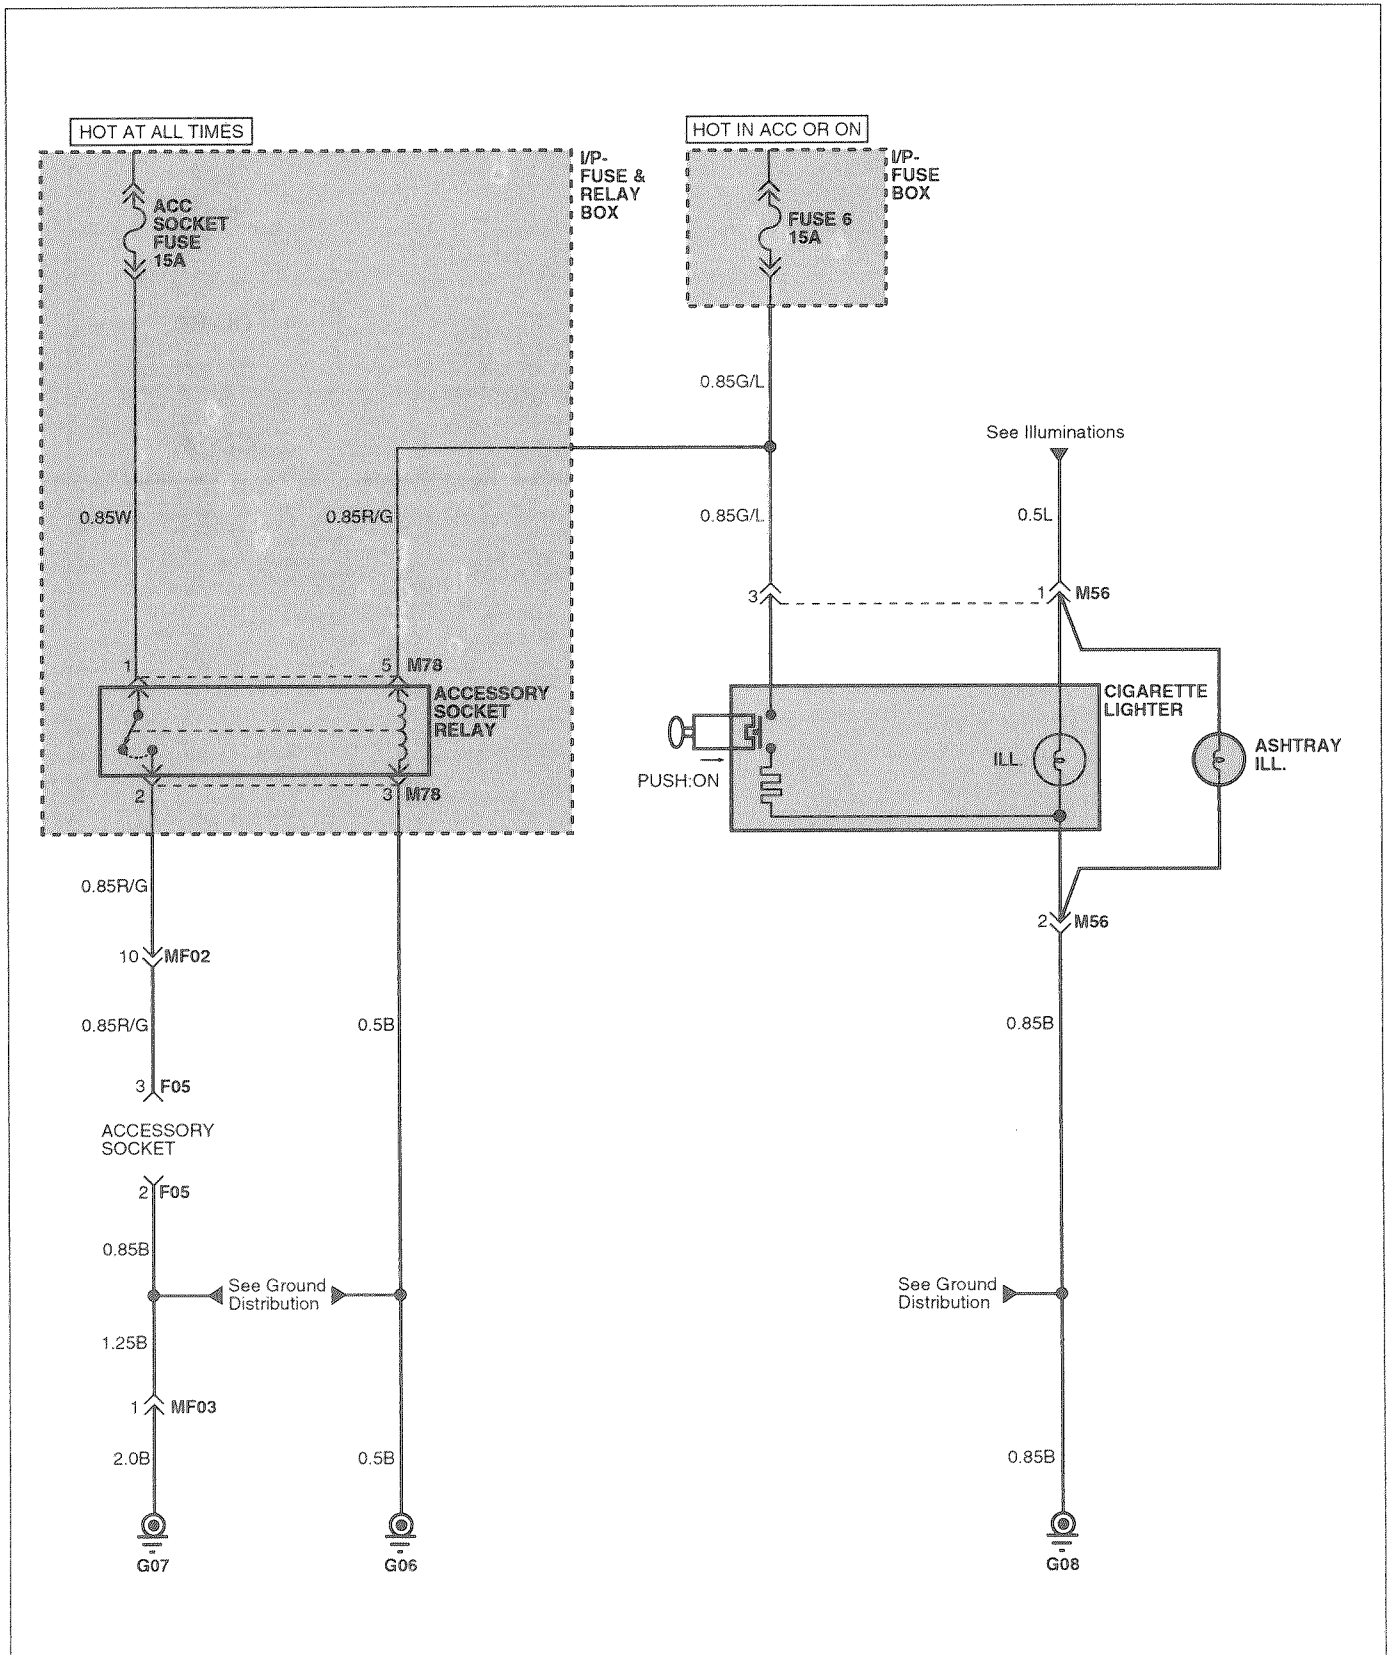 HOT AT ALL TIMES
HOT IN ACC OR ON
I/P-
FUSE &
RELAY
BOX
I/P-
FUSE
BOX
ACC
SOCKET
FUSE
15A
FUSE 6
15A
0.85G/L
See Illuminations
0.85W
0.85R/G
0.85G/L
0.5L
3
1
M56
1
5
M78
ACCESSORY
SOCKET
RELAY
CIGARETTE
LIGHTER
PUSH:ON
ILL
ASHTRAY
ILL.
2
3
M78
0.85R/G
2
M56
10
MF02
0.85R/G
0.5B
0.85B
3
F05
ACCESSORY
SOCKET
2
F05
0.85B
See Ground
Distribution
See Ground
Distribution
1.25B
1
MF03
2.0B
0.5B
0.85B
G07
G06
G08